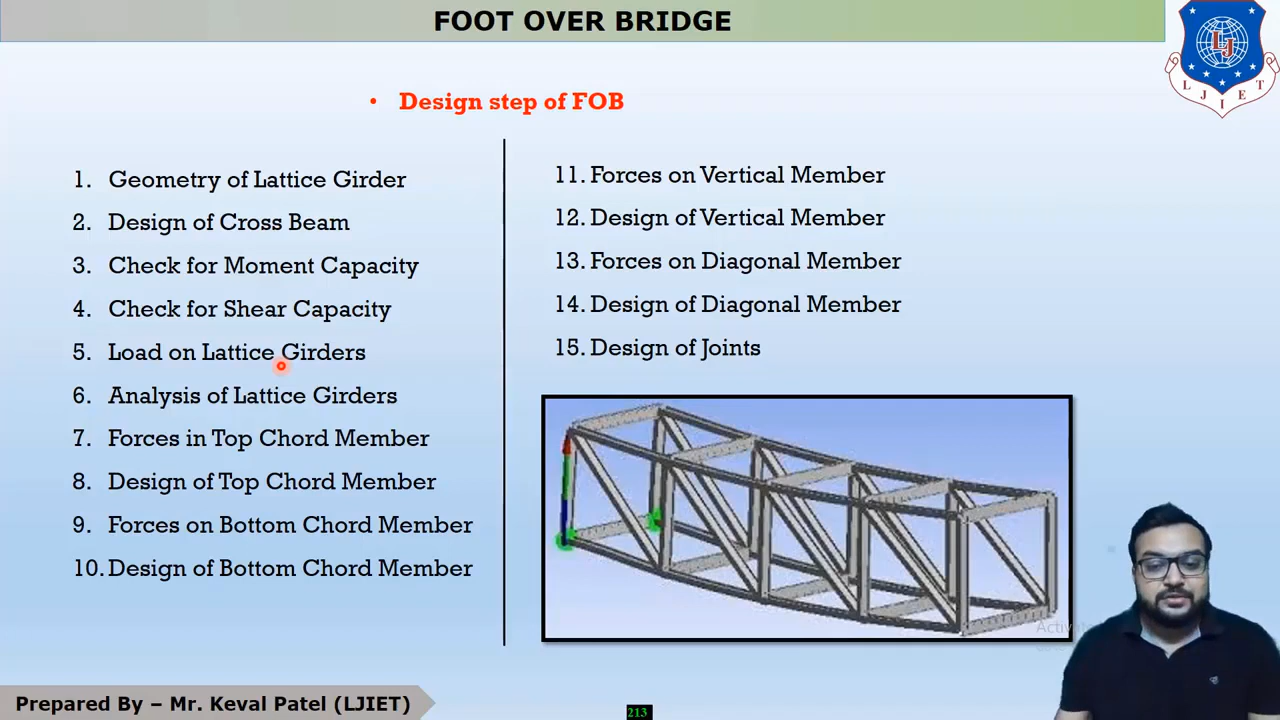 FOOT OVER BRIDGE
LJ
L J I E T
• Design step of FOB
1. Geometry of Lattice Girder
2. Design of Cross Beam
3. Check for Moment Capacity
4. Check for Shear Capacity
5. Load on Lattice Girders
6. Analysis of Lattice Girders
7. Forces in Top Chord Member
8. Design of Top Chord Member
9. Forces on Bottom Chord Member
10. Design of Bottom Chord Member
11. Forces on Vertical Member
12. Design of Vertical Member
13. Forces on Diagonal Member
14. Design of Diagonal Member
15. Design of Joints
Prepared By – Mr. Keval Patel (LJIET)
213